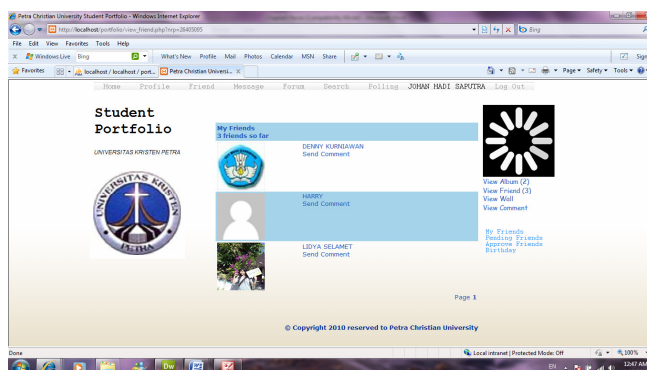 Petra Christian University Student Portfolio - Windows Internet Explorer
http://localhost/portfolio/view_friend.php?nrp=26405095
Bing
File Edit View Favorites Tools Help
x Windows Live Bing What's New Profile Mail Photos Calendar MSN Share Sign
Favorites localhost / localhost / port... Petra Christian Universi... x Page Safety Tools
Home Profile Friend Message Forum Search Polling JOHAN HADI SAPUTRA Log Out
Student
Portfolio
UNIVERSITAS KRISTEN PETRA
UNIVERSITAS KRISTEN
PETRA
My Friends
3 friends so far
DENNY KURNIAWAN
Send Comment
HARRY
Send Comment
LIDYA SELAMET
Send Comment
Page 1
View Album (2)
View Friend (3)
View Wall
View Comment
My Friends
Pending Friends
Approve Friends
Birthday
© Copyright 2010 reserved to Petra Christian University
Done Local intranet | Protected Mode: Off 100%
Dw EN 12:47 AM